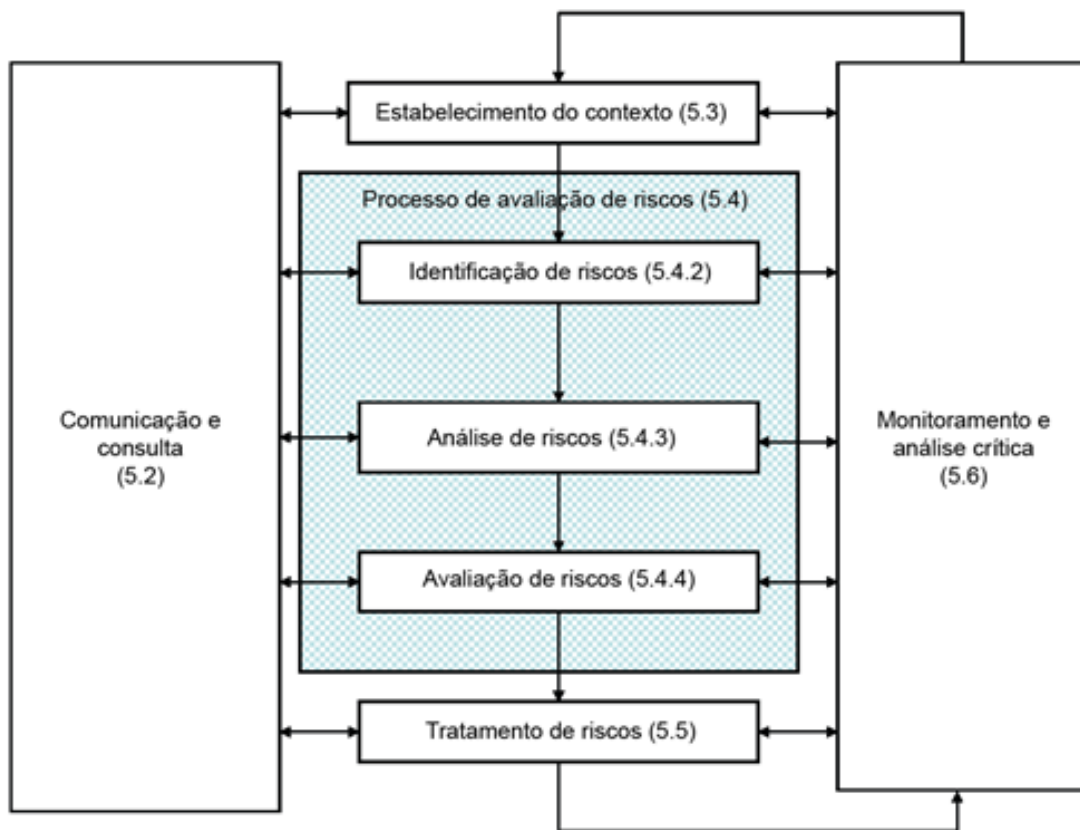 Estabelecimento do contexto (5.3)
Processo de avaliação de riscos (5.4)
Identificação de riscos (5.4.2)
Comunicação e
consulta
(5.2)
Análise de riscos (5.4.3)
Monitoramento e
análise crítica
(5.6)
Avaliação de riscos (5.4.4)
Tratamento de riscos (5.5)